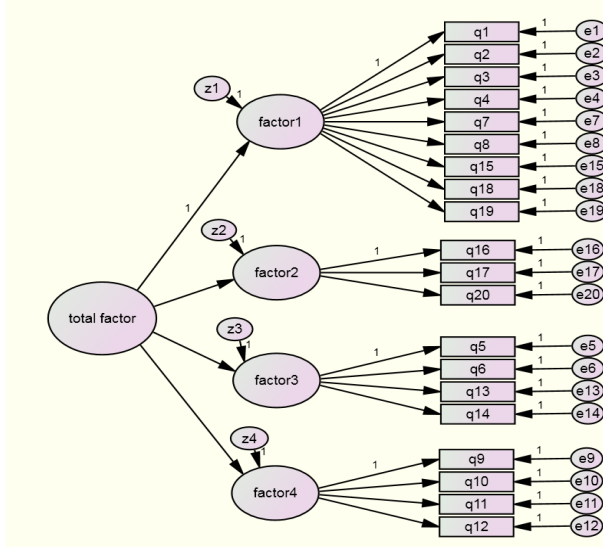 1 q1 1 e1
q2 1 e2
q3 1 e3
z1 1 q4 1 e4
factor1 q7 1 e7
q8 1 e8
q15 1 e15
q18 1 e18
1 q19 1 e19
z2 1 1 q16 1 e16
factor2 q17 1 e17
q20 1 e20
total factor
z3 1 1 q5 1 e5
q6 1 e6
factor3 q13 1 e13
q14 1 e14
z4 1 1 q9 1 e9
q10 1 e10
factor4 q11 1 e11
q12 1 e12